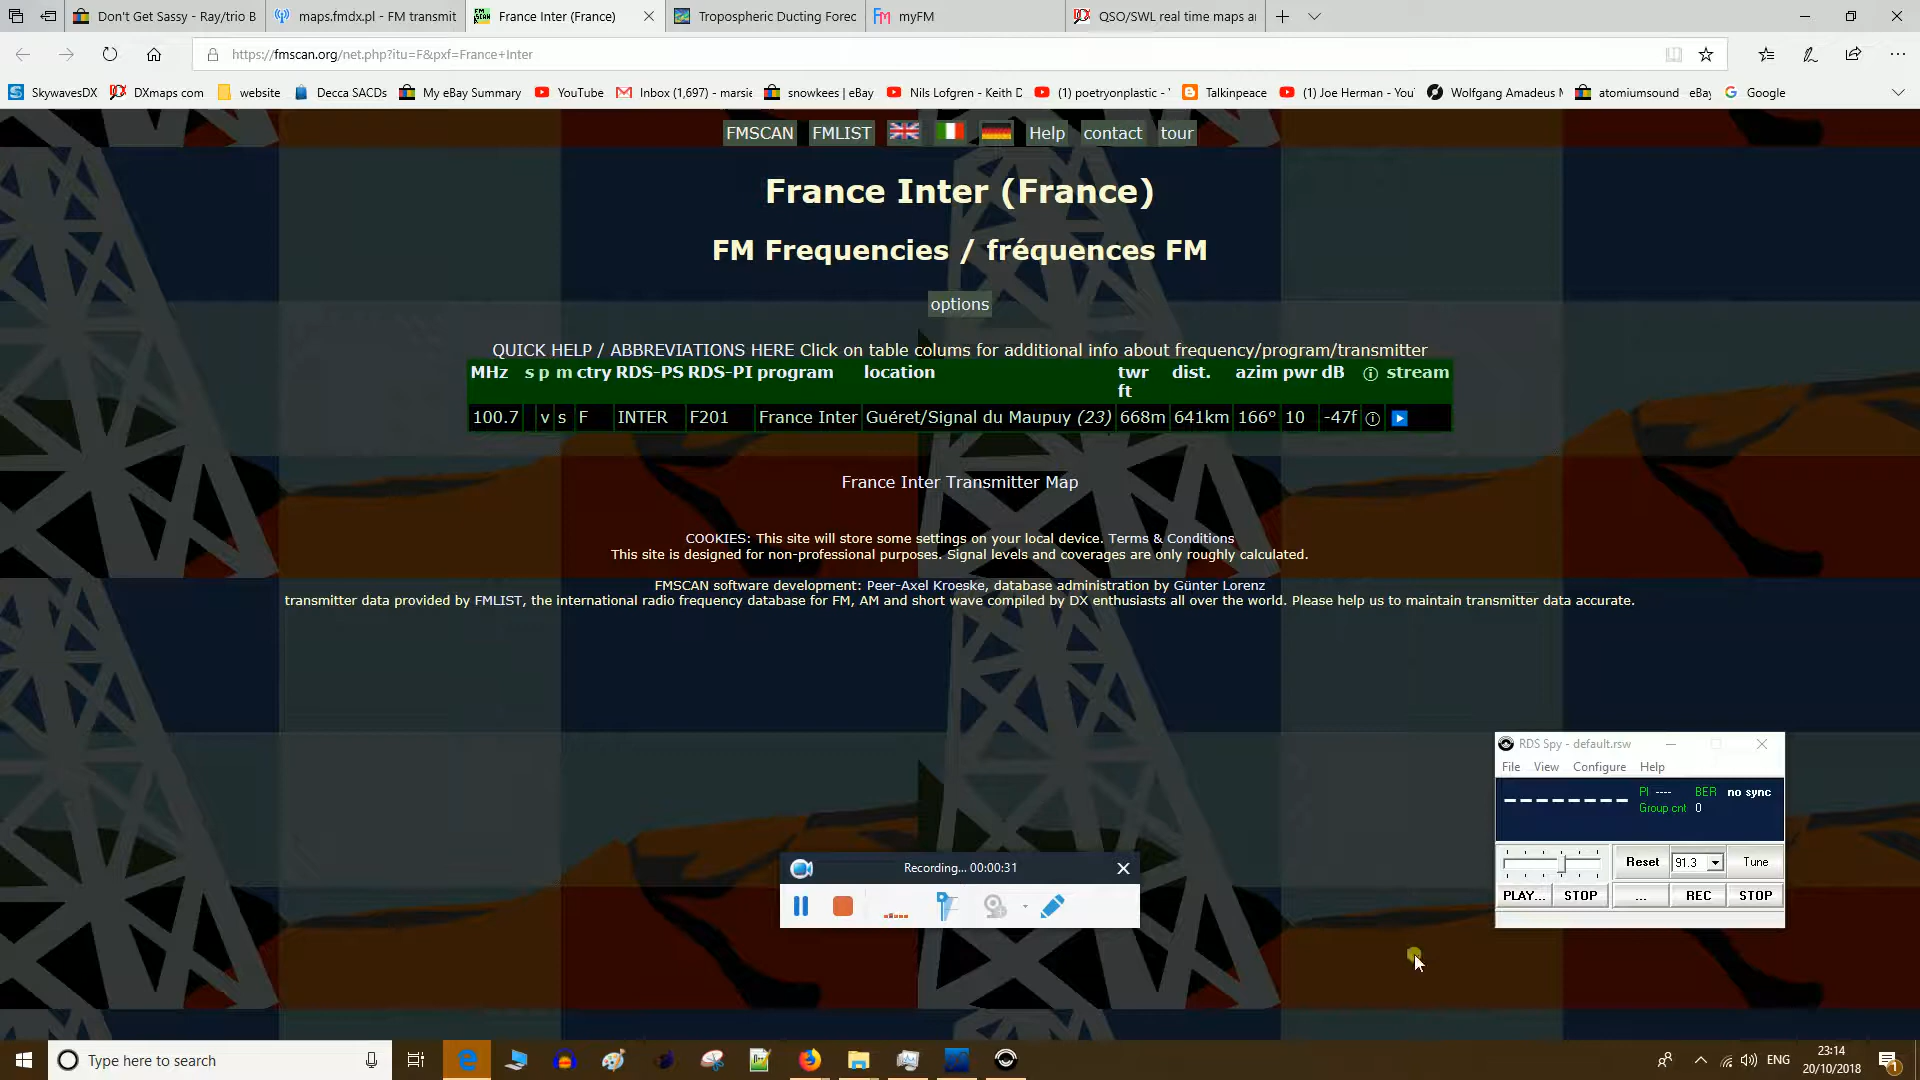 Don't Get Sassy - Ray/trio B
maps.fmdx.pl - FM transmit
France Inter (France)
Tropospheric Ducting Forec
myFM
QSO/SWL real time maps a
https://fmscan.org/net.php?itu=F&pxf=France+Inter
SkywavesDX
DXmaps com
website
Decca SACDs
My eBay Summary
YouTube
Inbox (1,697) - marsie
snowkees | eBay
Nils Lofgren - Keith D
(1) poetryonplastic - '
Talkinpeace
(1) Joe Herman - You
Wolfgang Amadeus M
atomiumsound eBay
Google
FMSCAN FMLIST Help contact tour
France Inter (France)
FM Frequencies / fréquences FM
options
QUICK HELP / ABBREVIATIONS HERE Click on table colums for additional info about frequency/program/transmitter
MHz s p m ctry RDS-PS RDS-PI program location twr ft dist. azim pwr dB ⓘ stream
100.7 v s F INTER F201 France Inter Guéret/Signal du Maupuy (23) 668m 641km 166° 10 -47f ⓘ
France Inter Transmitter Map
COOKIES: This site will store some settings on your local device. Terms & Conditions
This site is designed for non-professional purposes. Signal levels and coverages are only roughly calculated.
FMSCAN software development: Peer-Axel Kroeske, database administration by Günter Lorenz
transmitter data provided by FMLIST, the international radio frequency database for FM, AM and short wave compiled by DX enthusiasts all over the world. Please help us to maintain transmitter data accurate.
RDS Spy - default.rsw
File View Configure Help
PI ---- BER no sync
Group cnt 0
Reset 91.3 Tune
PLAY... STOP ... REC STOP
Recording... 00:00:31
Type here to search
ENG
23:14
20/10/2018
1